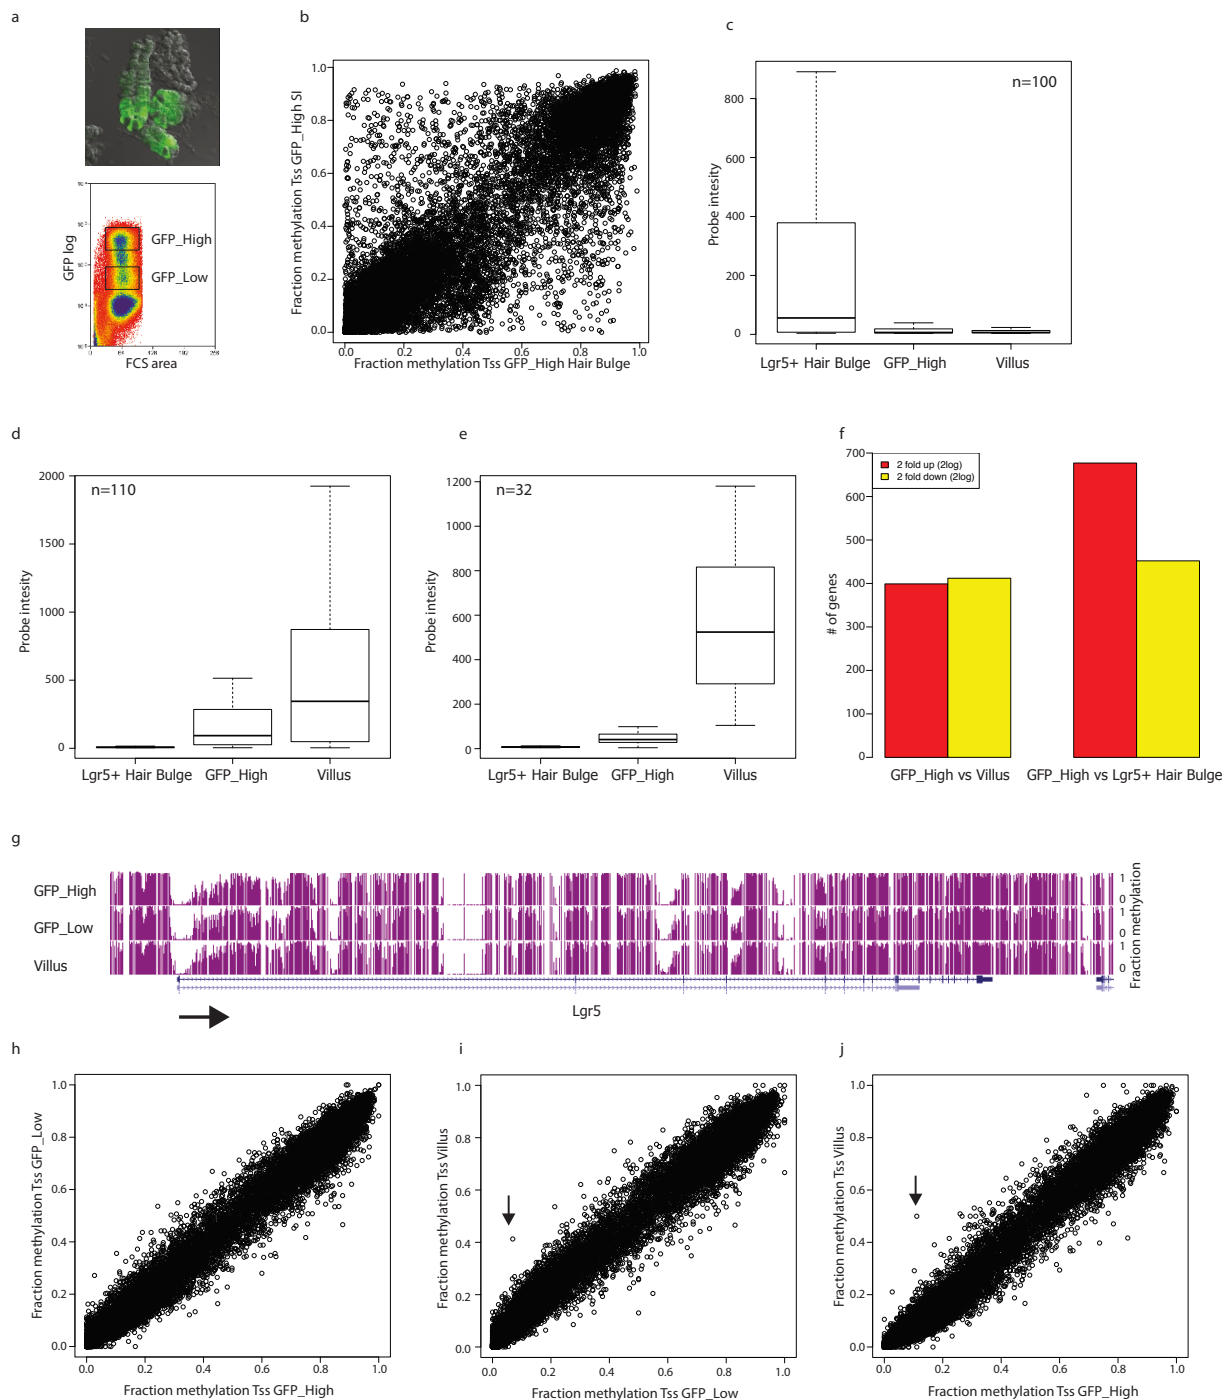 a
GFP log
GFP_High
GFP_Low
0
64
128
192
FCS area
b
Fraction methylation Tss GFP_High SI
1.0
0.8
0.6
0.4
0.2
0.0
0.0 0.2 0.4 0.6 0.8 1.0
Fraction methylation Tss GFP_High Hair Bulge
c
n=100
Probe intesity
800
600
400
200
0
Lgr5+ Hair Bulge GFP_High Villus
d
n=110
Probe intesity
2000
1500
1000
500
0
Lgr5+ Hair Bulge GFP_High Villus
e
n=32
Probe intesity
1200
1000
800
600
400
200
0
Lgr5+ Hair Bulge GFP_High Villus
f
2 fold up (2log)
2 fold down (2log)
# of genes
700
600
500
400
300
200
100
0
GFP_High vs Villus GFP_High vs Lgr5+ Hair Bulge
g
GFP_High
GFP_Low
Villus
1
0
1
0
1
0
Fraction methylation
Lgr5
h
Fraction methylation Tss GFP_Low
1.0
0.8
0.6
0.4
0.2
0.0
0.0 0.2 0.4 0.6 0.8 1.0
Fraction methylation Tss GFP_High
i
Fraction methylation Tss Villus
1.0
0.8
0.6
0.4
0.2
0.0
0.0 0.2 0.4 0.6 0.8 1.0
Fraction methylation Tss GFP_Low
j
Fraction methylation Tss Villus
1.0
0.8
0.6
0.4
0.2
0.0
0.0 0.2 0.4 0.6 0.8 1.0
Fraction methylation Tss GFP_High